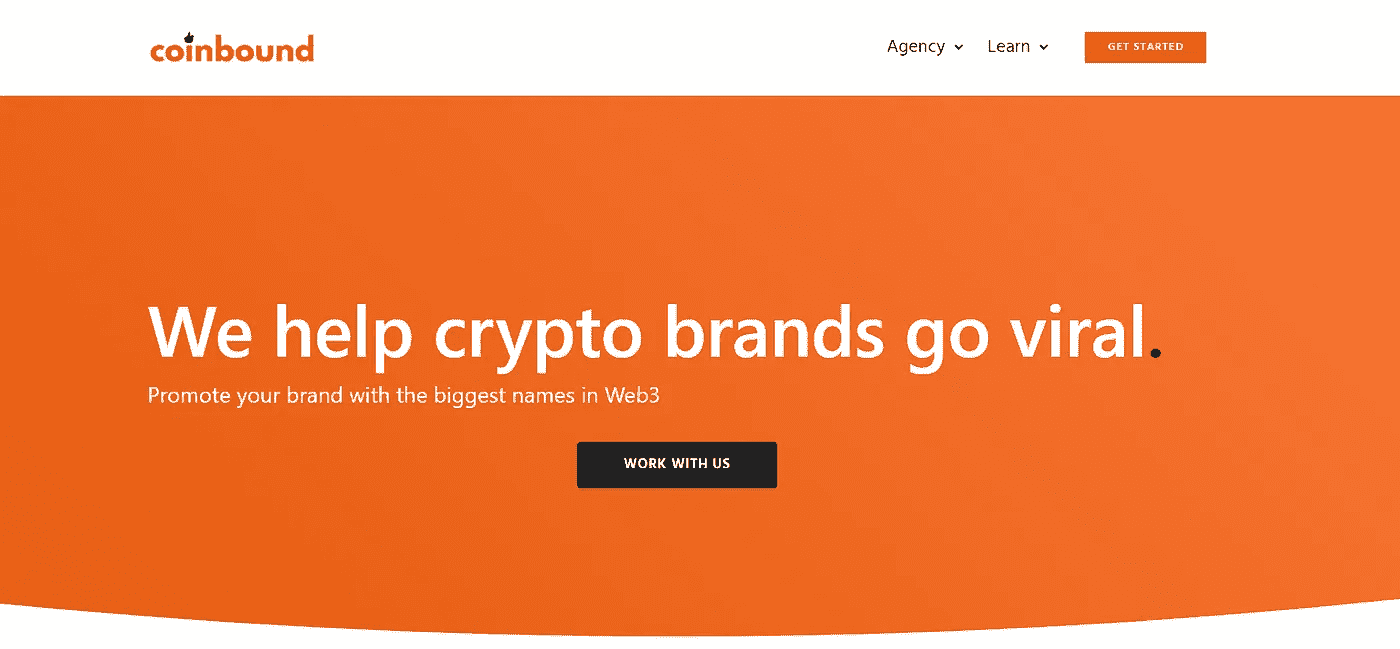 coinbound
Agency
Learn
GET STARTED
We help crypto brands go viral.
Promote your brand with the biggest names in Web3
WORK WITH US